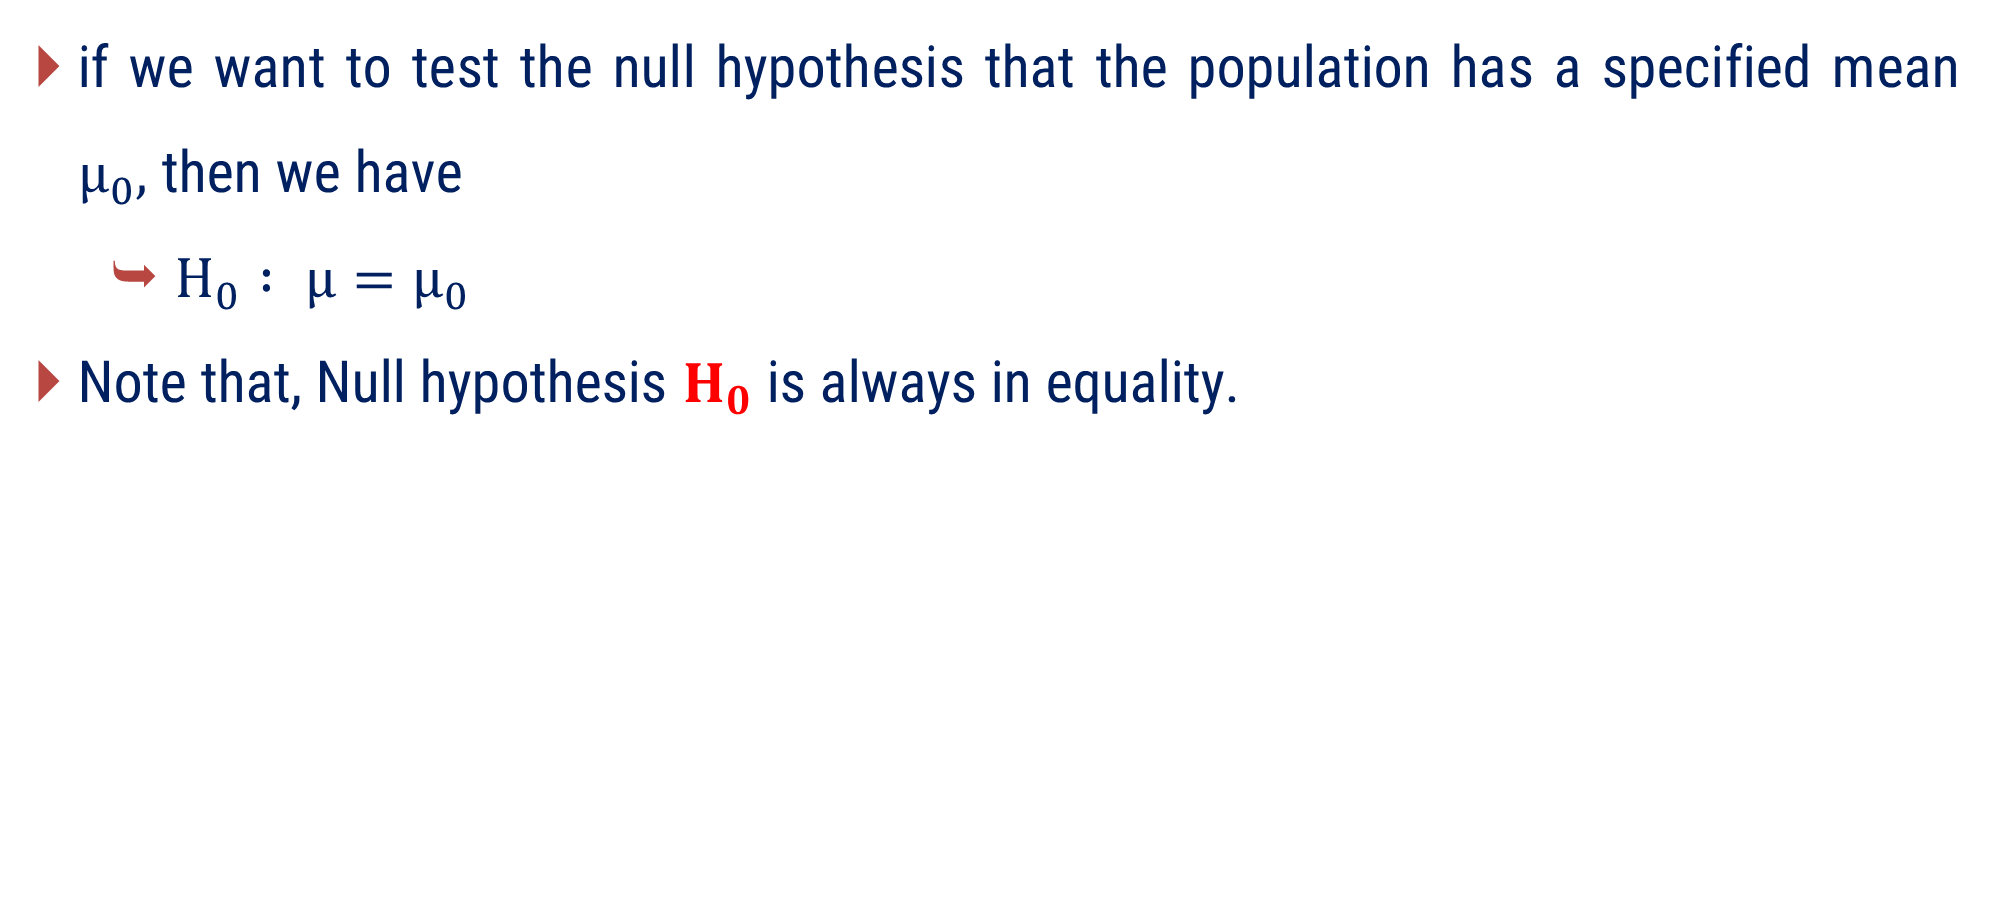 if we want to test the null hypothesis that the population has a specified mean
μ₀, then we have
H₀ : μ = μ₀
Note that, Null hypothesis H₀ is always in equality.